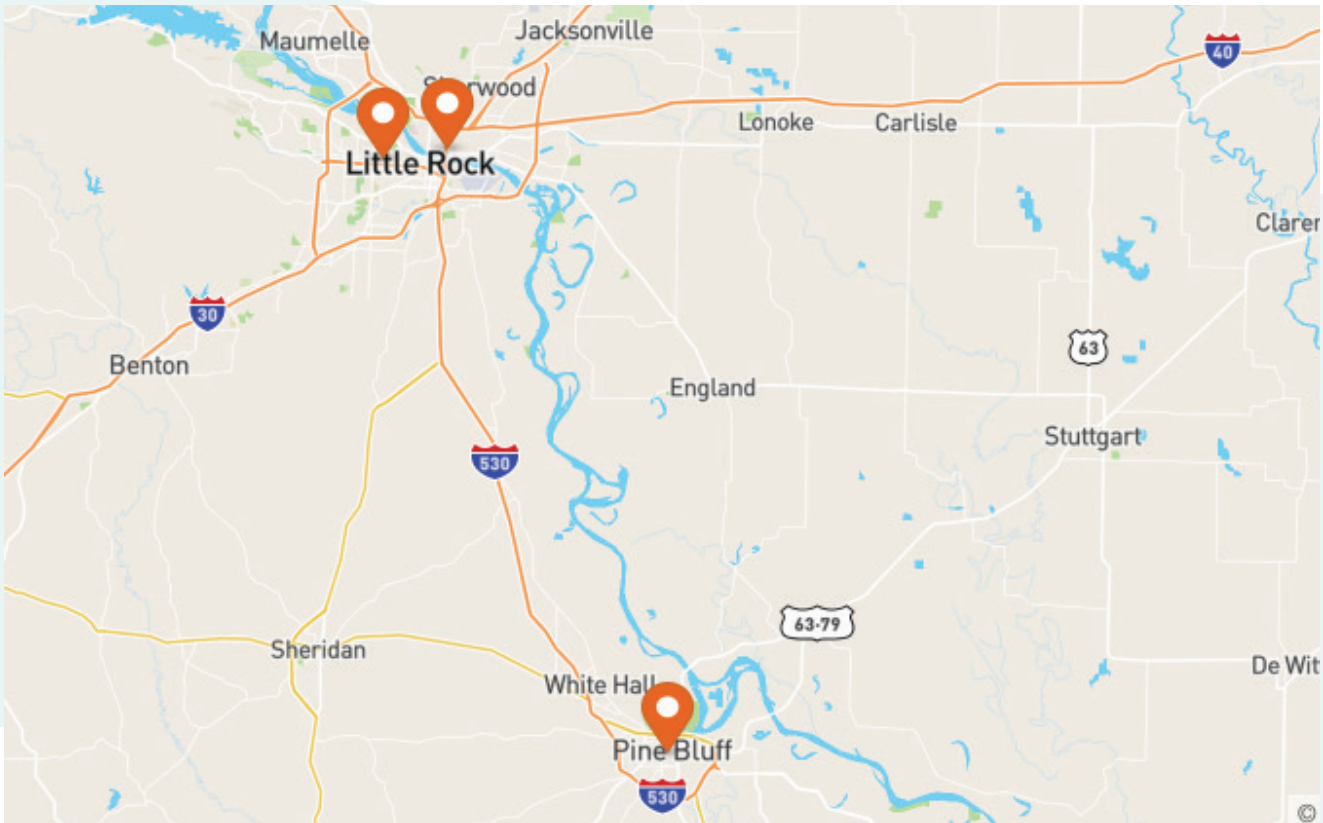 Jacksonville
Maumelle
40
Sherwood
Lonoke
Carlisle
Little Rock
Claren
30
63
Benton
England
Stuttgart
530
63-79
Sheridan
De Wit
White Hall
Pine Bluff
530
©